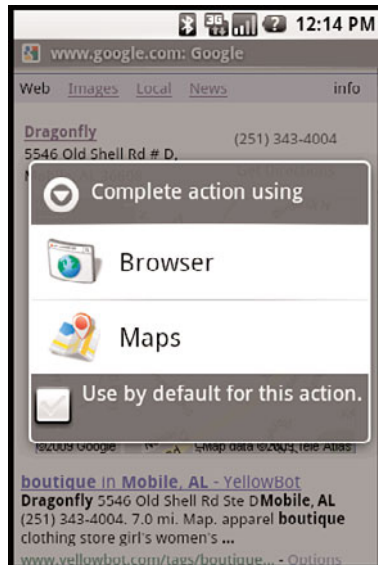 3G
12:14 PM
www.google.com: Google
Web Images Local News info
Dragonfly
(251) 343-4004
5546 Old Shell Rd # D,
Complete action using
Browser
Maps
Use by default for this action.
©2009 Google Map data ©2009 Tele Atlas
boutique in Mobile, AL - YellowBot
Dragonfly 5546 Old Shell Rd Ste DMobile, AL
(251) 343-4004. 7.0 mi. Map. apparel boutique
clothing store girl's women's ...
www.yellowbot.com/tags/boutique... - Options